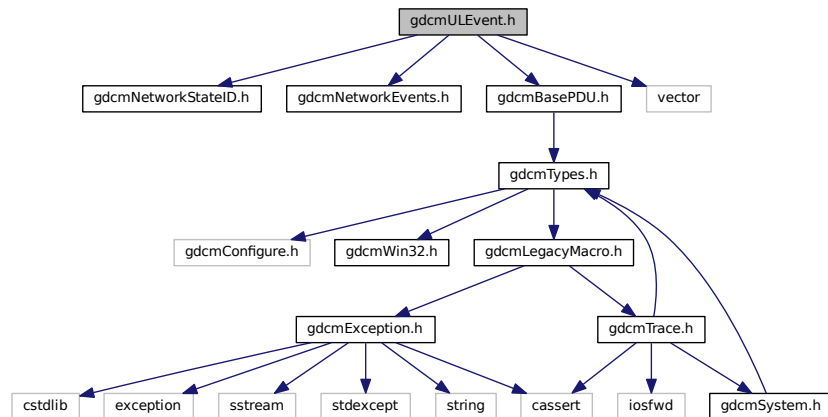 gdcmULEvent.h
gdcmNetworkStateID.h
gdcmNetworkEvents.h
gdcmBasePDU.h
vector
gdcmTypes.h
gdcmConfigure.h
gdcmWin32.h
gdcmLegacyMacro.h
gdcmException.h
gdcmTrace.h
cstdlib
exception
sstream
stdexcept
string
cassert
iosfwd
gdcmSystem.h